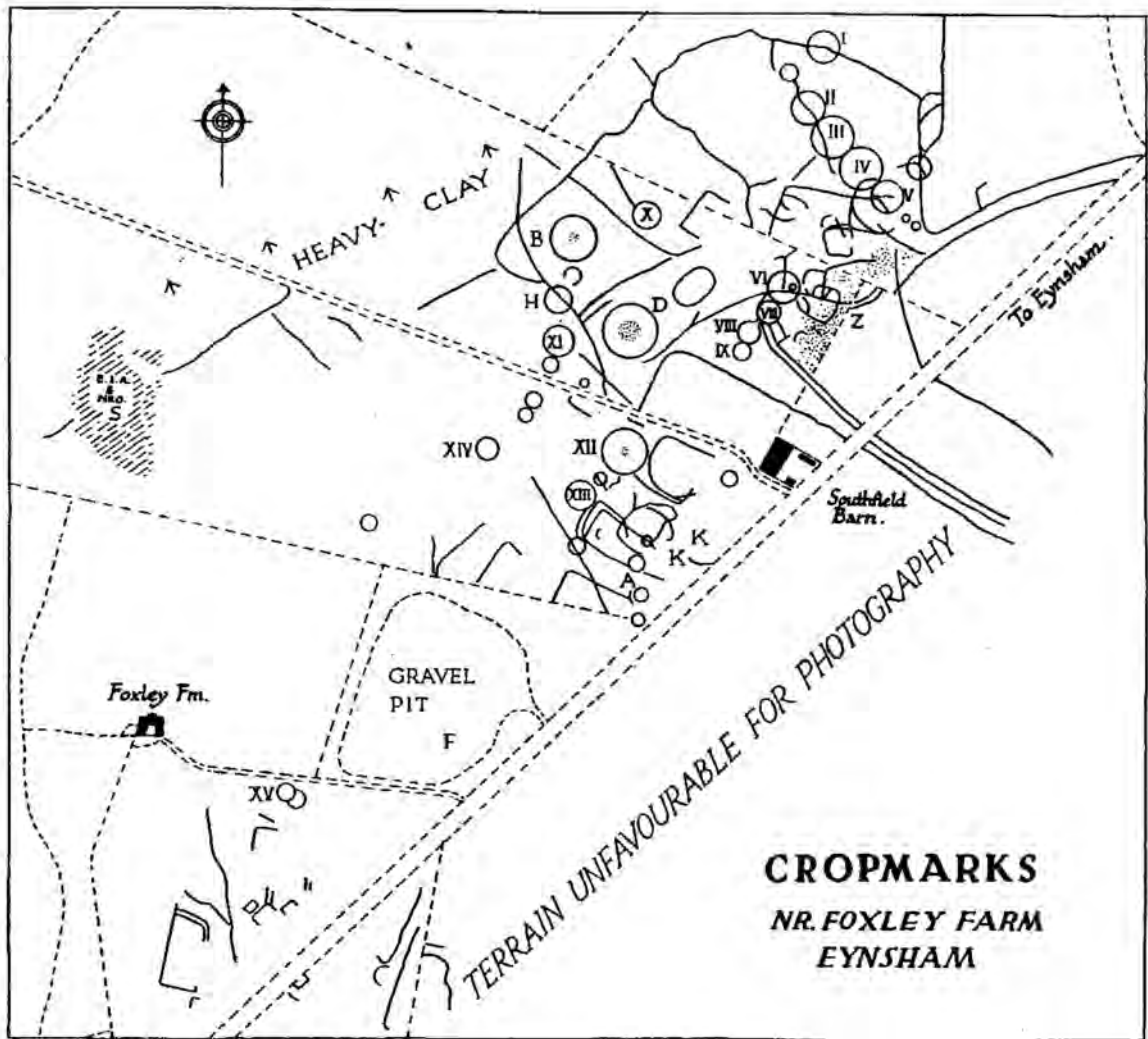 I
II
III
IV
V
HEAVY CLAY
X
B
VI
H
D
VII
Z
VIII
IX
XI
To Eynsham.
E.I.A.
&
S
XIV
XII
XIII
Southfield
Barn.
K
K
A
GRAVEL
PIT
F
Foxley Fm.
XV
TERRAIN UNFAVOURABLE FOR PHOTOGRAPHY
CROPMARKS
NR. FOXLEY FARM
EYNSHAM